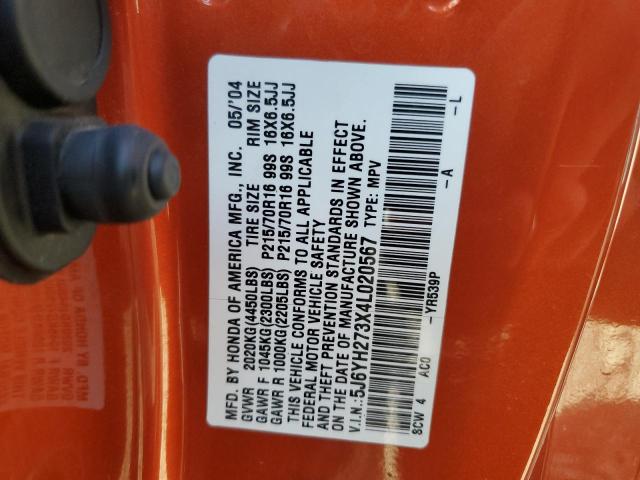 MFD. BY HONDA OF AMERICA MFG., INC. 05/'04
GVWR 2020KG(4450LBS) TIRE SIZE RIM SIZE
GAWR F 1045KG(2300LBS) P215/70R16 99S 16X6.5JJ
GAWR R 1000KG(2205LBS) P215/70R16 99S 16X6.5JJ
THIS VEHICLE CONFORMS TO ALL APPLICABLE
FEDERAL MOTOR VEHICLE SAFETY
AND THEFT PREVENTION STANDARDS IN EFFECT
ON THE DATE OF MANUFACTURE SHOWN ABOVE.
V.I.N.:5J6YH273X4L020567 TYPE: MPV
SCW 4 AC0 —YR539P —A —L